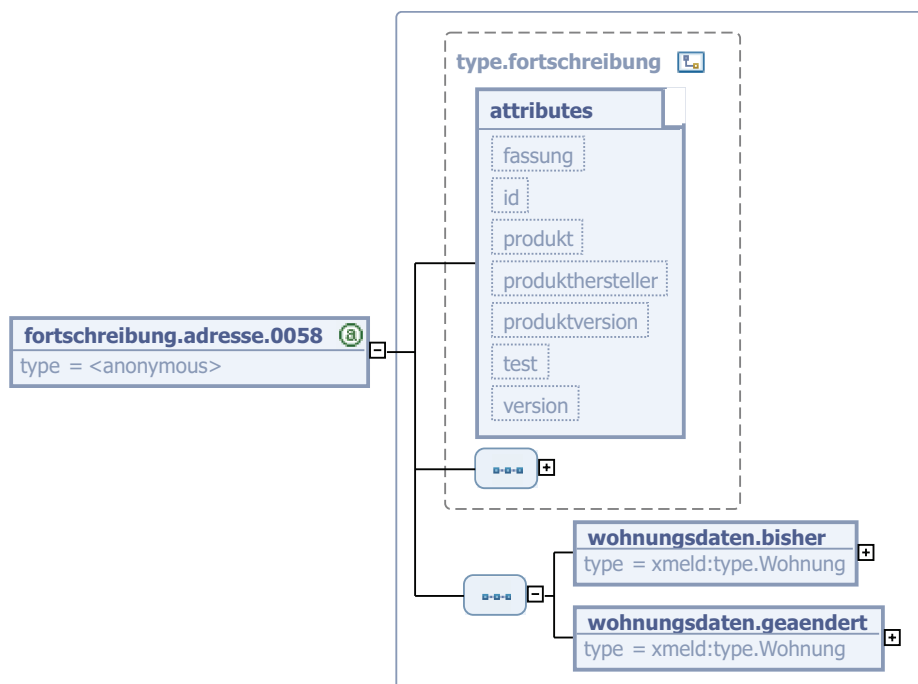 type.fortschreibung
attributes
fassung
id
produkt
produkthersteller
produktversion
test
version
fortschreibung.adresse.0058
type = <anonymous>
wohnungsdaten.bisher
type = xmeld:type.Wohnung
wohnungsdaten.geaendert
type = xmeld:type.Wohnung